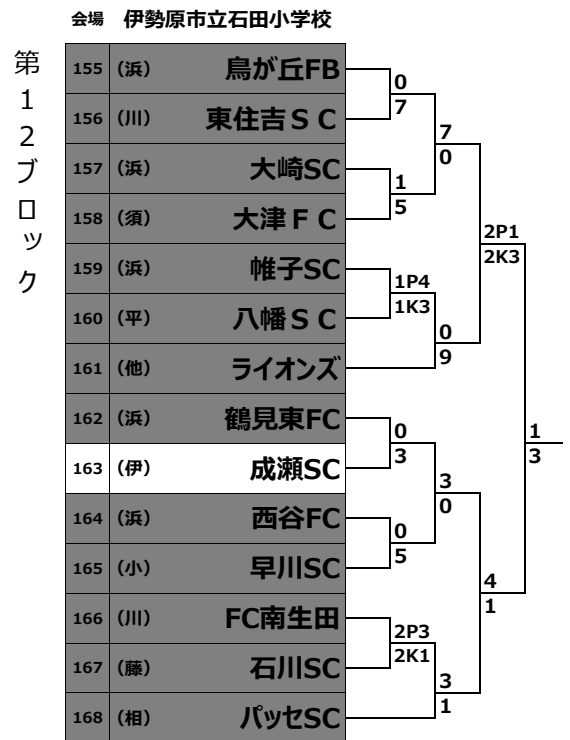 会場 伊勢原市立石田小学校
第12ブロック
155 (浜) 鳥が丘FB
156 (川) 東住吉ＳＣ
157 (浜) 大崎SC
158 (須) 大津ＦＣ
159 (浜) 帷子SC
160 (平) 八幡ＳＣ
161 (他) ライオンズ
162 (浜) 鶴見東FC
163 (伊) 成瀬SC
164 (浜) 西谷FC
165 (小) 早川SC
166 (川) FC南生田
167 (藤) 石川SC
168 (相) パッセSC
0
7
1
5
1P4
1K3
0
3
0
5
2P3
2K1
7
0
0
9
3
0
3
1
2P1
2K3
4
1
1
3